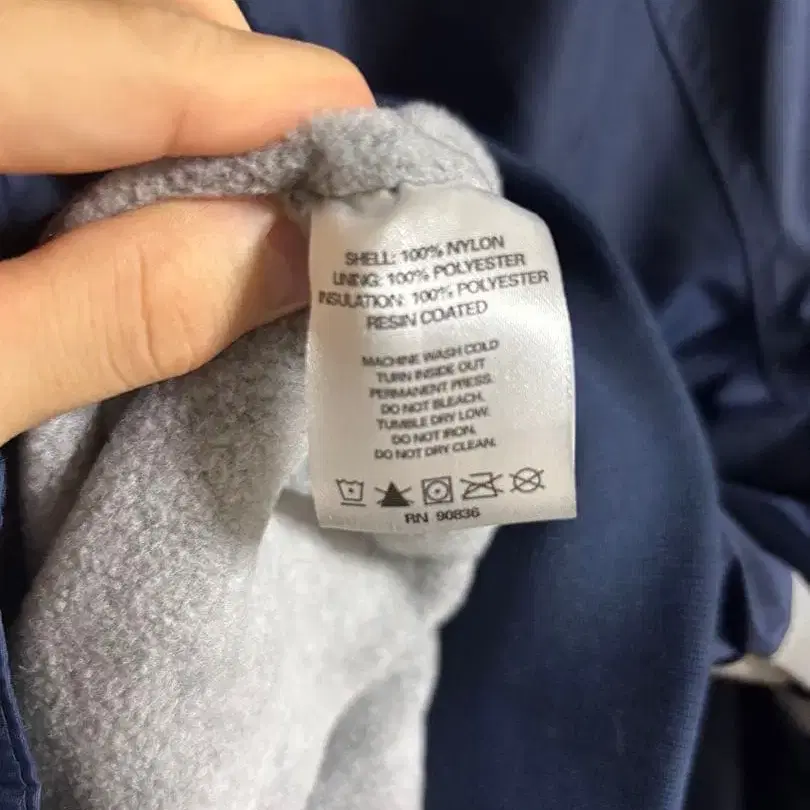 SHELL: 100% NYLON
LINING: 100% POLYESTER
INSULATION: 100% POLYESTER
RESIN COATED
MACHINE WASH COLD
TURN INSIDE OUT
PERMANENT PRESS.
DO NOT BLEACH.
TUMBLE DRY LOW.
DO NOT IRON.
DO NOT DRY CLEAN.
RN 90836